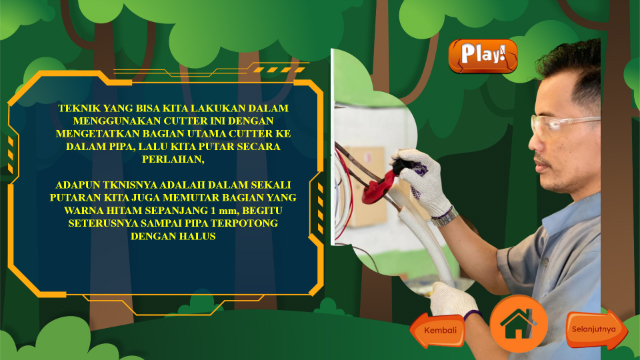 Play!
TEKNIK YANG BISA KITA LAKUKAN DALAM
MENGGUNAKAN CUTTER INI DENGAN
MENGETATKAN BAGIAN UTAMA CUTTER KE
DALAM PIPA, LALU KITA PUTAR SECARA
PERLAHAN,
ADAPUN TKNISNYA ADALAH DALAM SEKALI
PUTARAN KITA JUGA MEMUTAR BAGIAN YANG
WARNA HITAM SEPANJANG 1 mm, BEGITU
SETERUSNYA SAMPAI PIPA TERPOTONG
DENGAN HALUS
Kembali
Selanjutnya